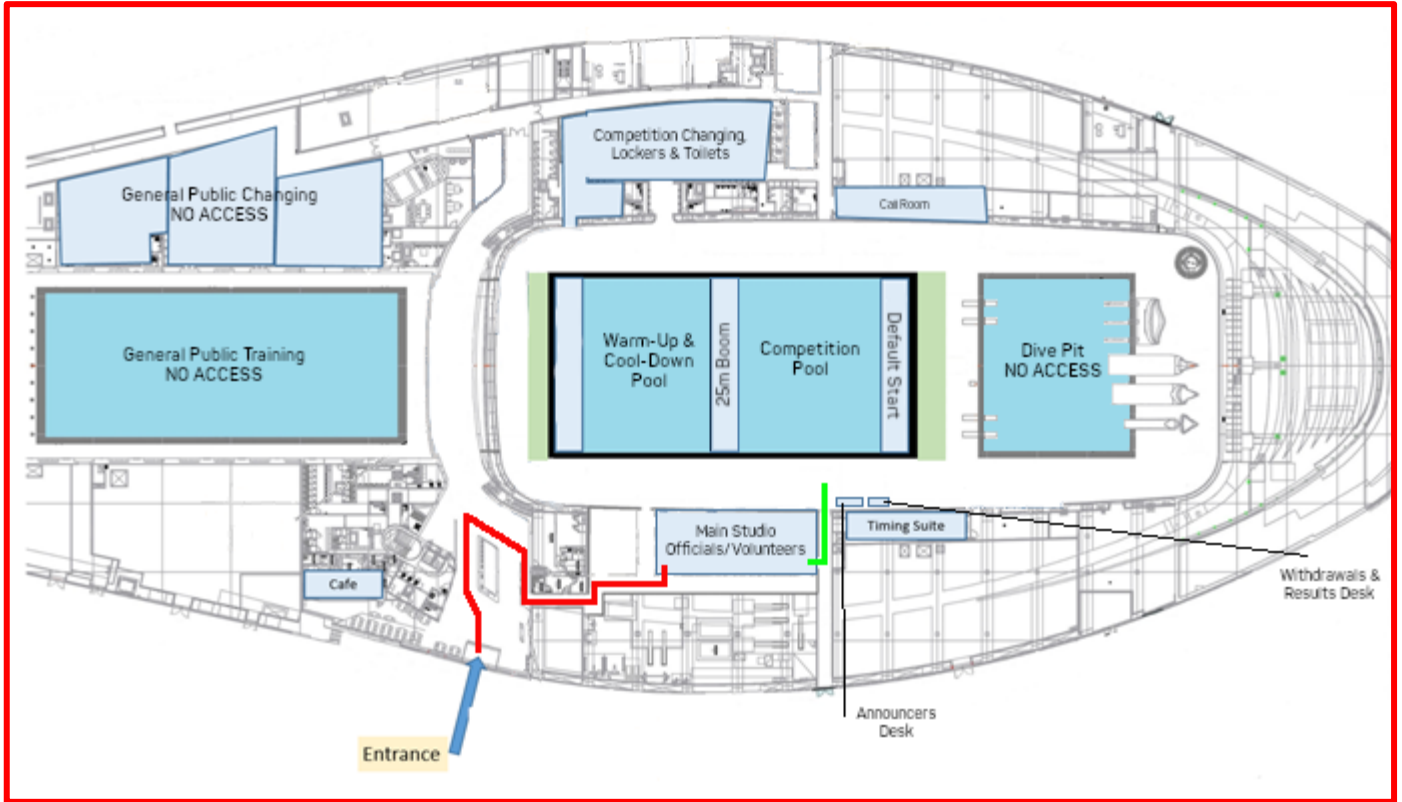 Competition Changing,
Lockers & Toilets
General Public Changing
NO ACCESS
Call Room
General Public Training
NO ACCESS
Warm-Up &
Cool-Down
Pool
25m Boom
Competition
Pool
Default Start
Dive Pit
NO ACCESS
Main Studio
Officials/Volunteers
Timing Suite
Cafe
Withdrawals &
Results Desk
Announcers
Desk
Entrance